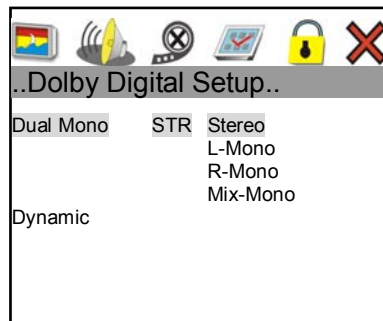 ..Dolby Digital Setup..
Dual Mono STR Stereo
L-Mono
R-Mono
Mix-Mono
Dynamic